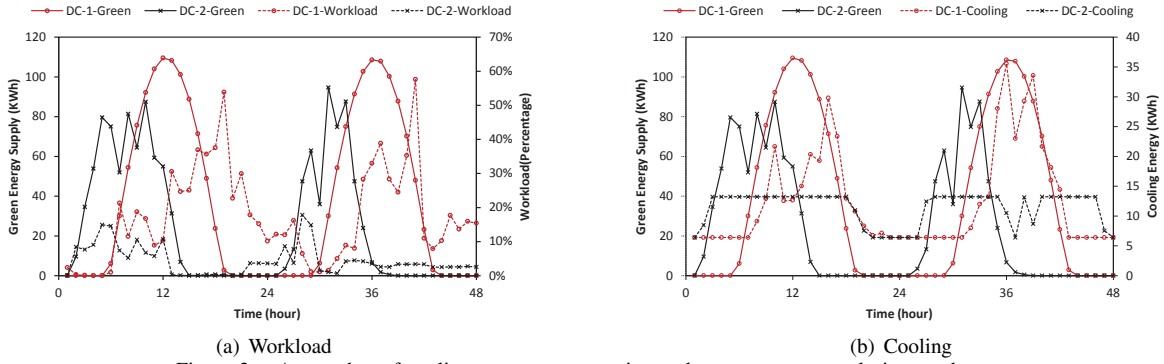 DC-1-Green DC-2-Green DC-1-Workload DC-2-Workload
120
100
80
60
40
20
0
Green Energy Supply (KWh)
70%
60%
50%
40%
30%
20%
10%
0%
Workload(Percentage)
0 12 24 36 48
Time (hour)
(a) Workload
DC-1-Green DC-2-Green DC-1-Cooling DC-2-Cooling
120
100
80
60
40
20
0
Green Energy Supply (KWh)
40
35
30
25
20
15
10
5
0
Cooling Energy (KWh)
0 12 24 36 48
Time (hour)
(b) Cooling